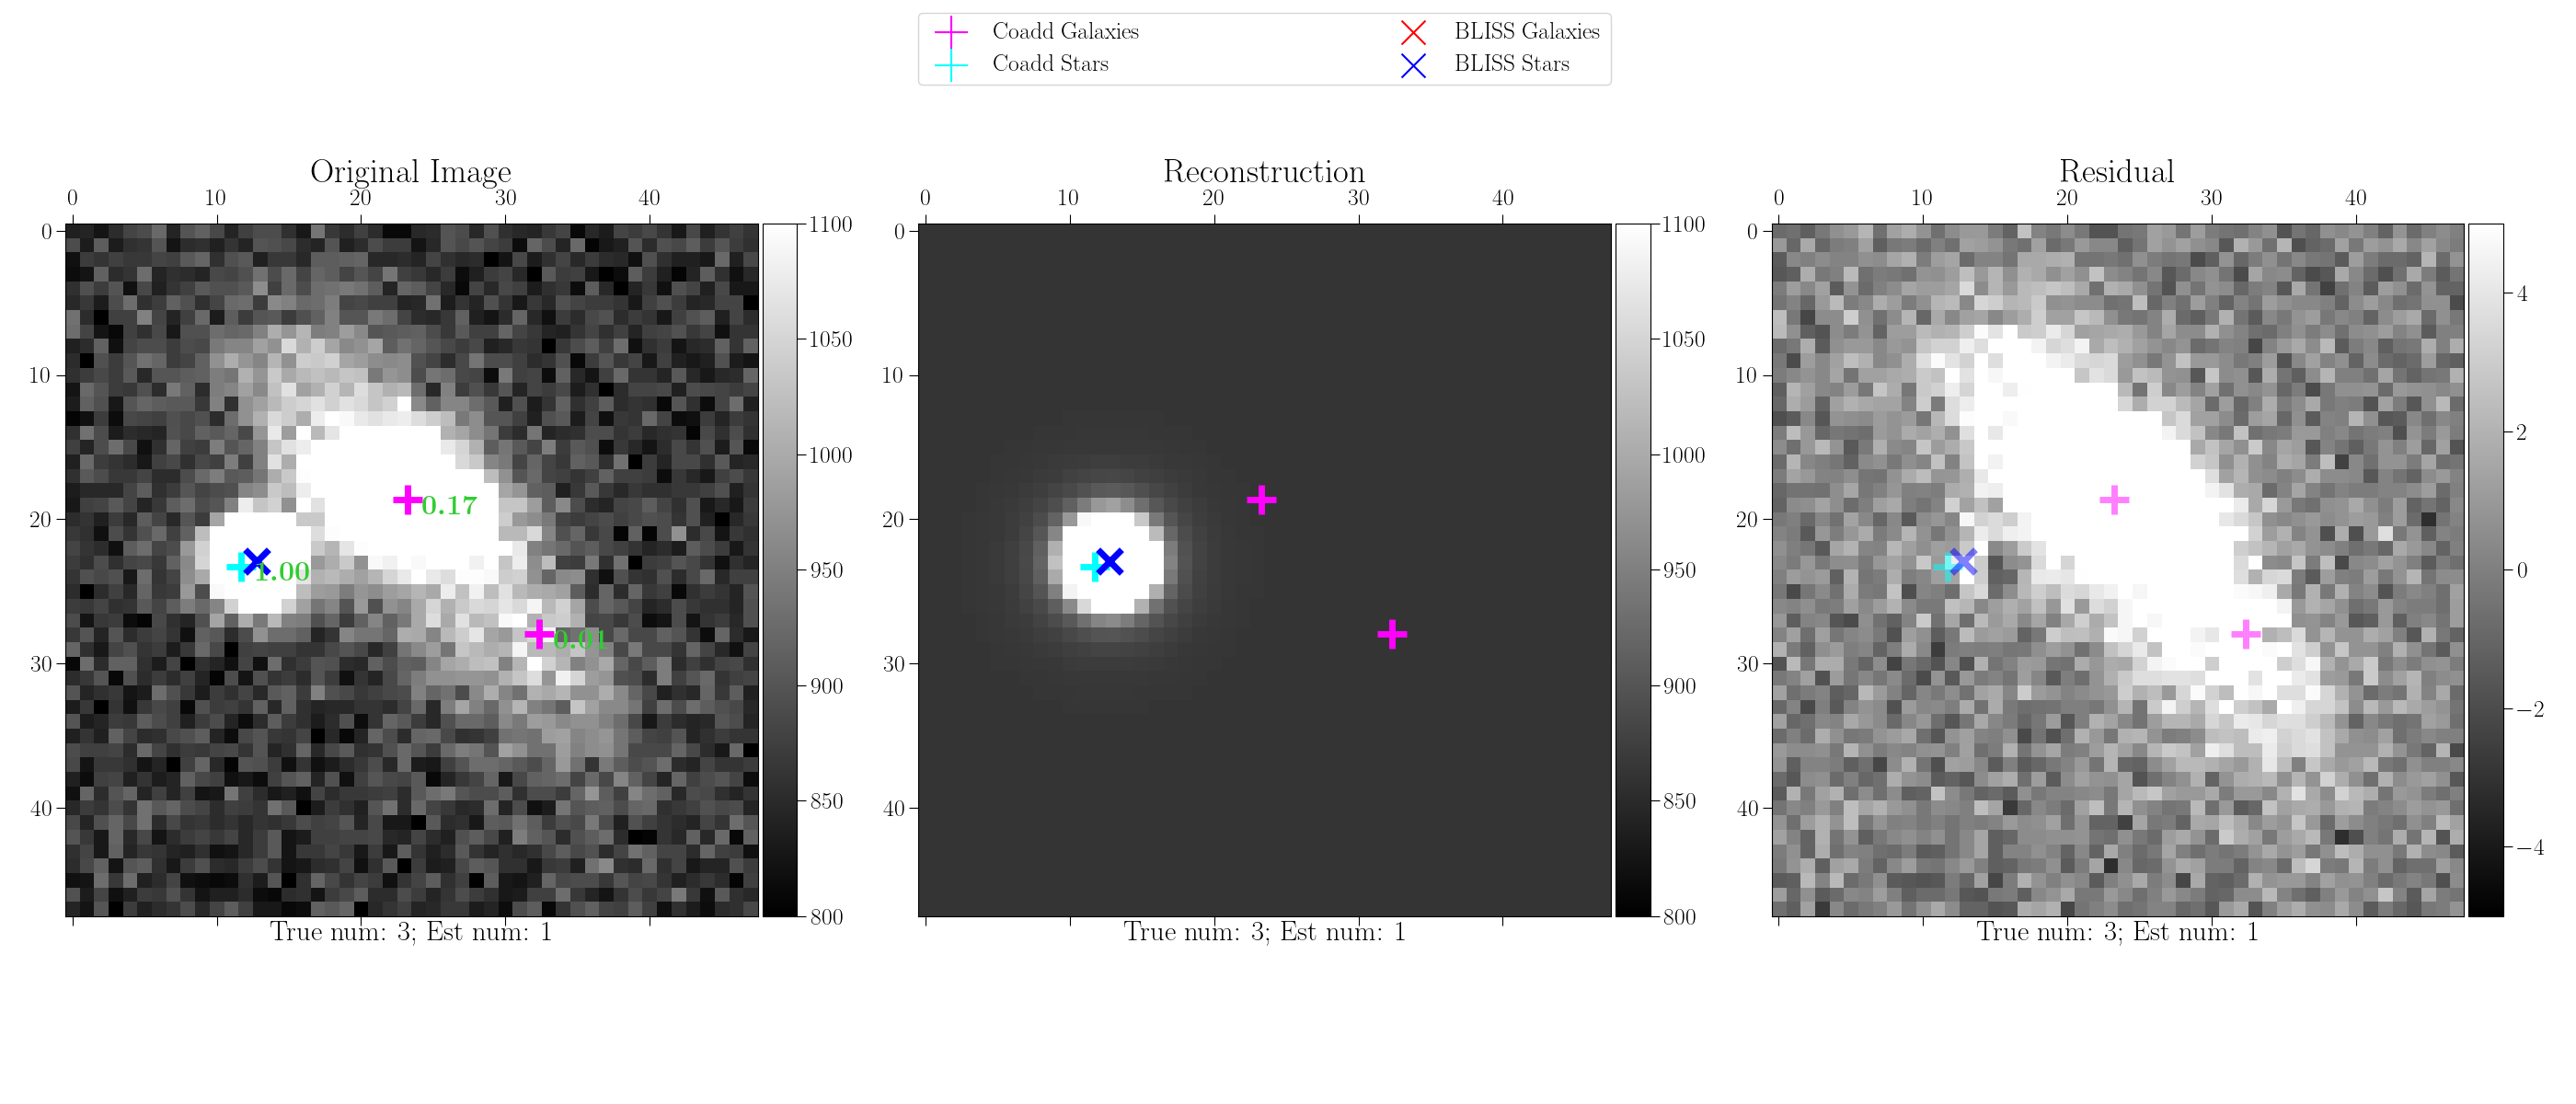 Coadd Galaxies
Coadd Stars
BLISS Galaxies
BLISS Stars
Original Image
0 10 20 30 40
0
10
20
30
40
0.17
1.00
0.01
1100
1050
1000
950
900
850
800
True num: 3; Est num: 1
Reconstruction
0 10 20 30 40
0
10
20
30
40
1100
1050
1000
950
900
850
800
True num: 3; Est num: 1
Residual
0 10 20 30 40
0
10
20
30
40
4
2
0
−2
−4
True num: 3; Est num: 1